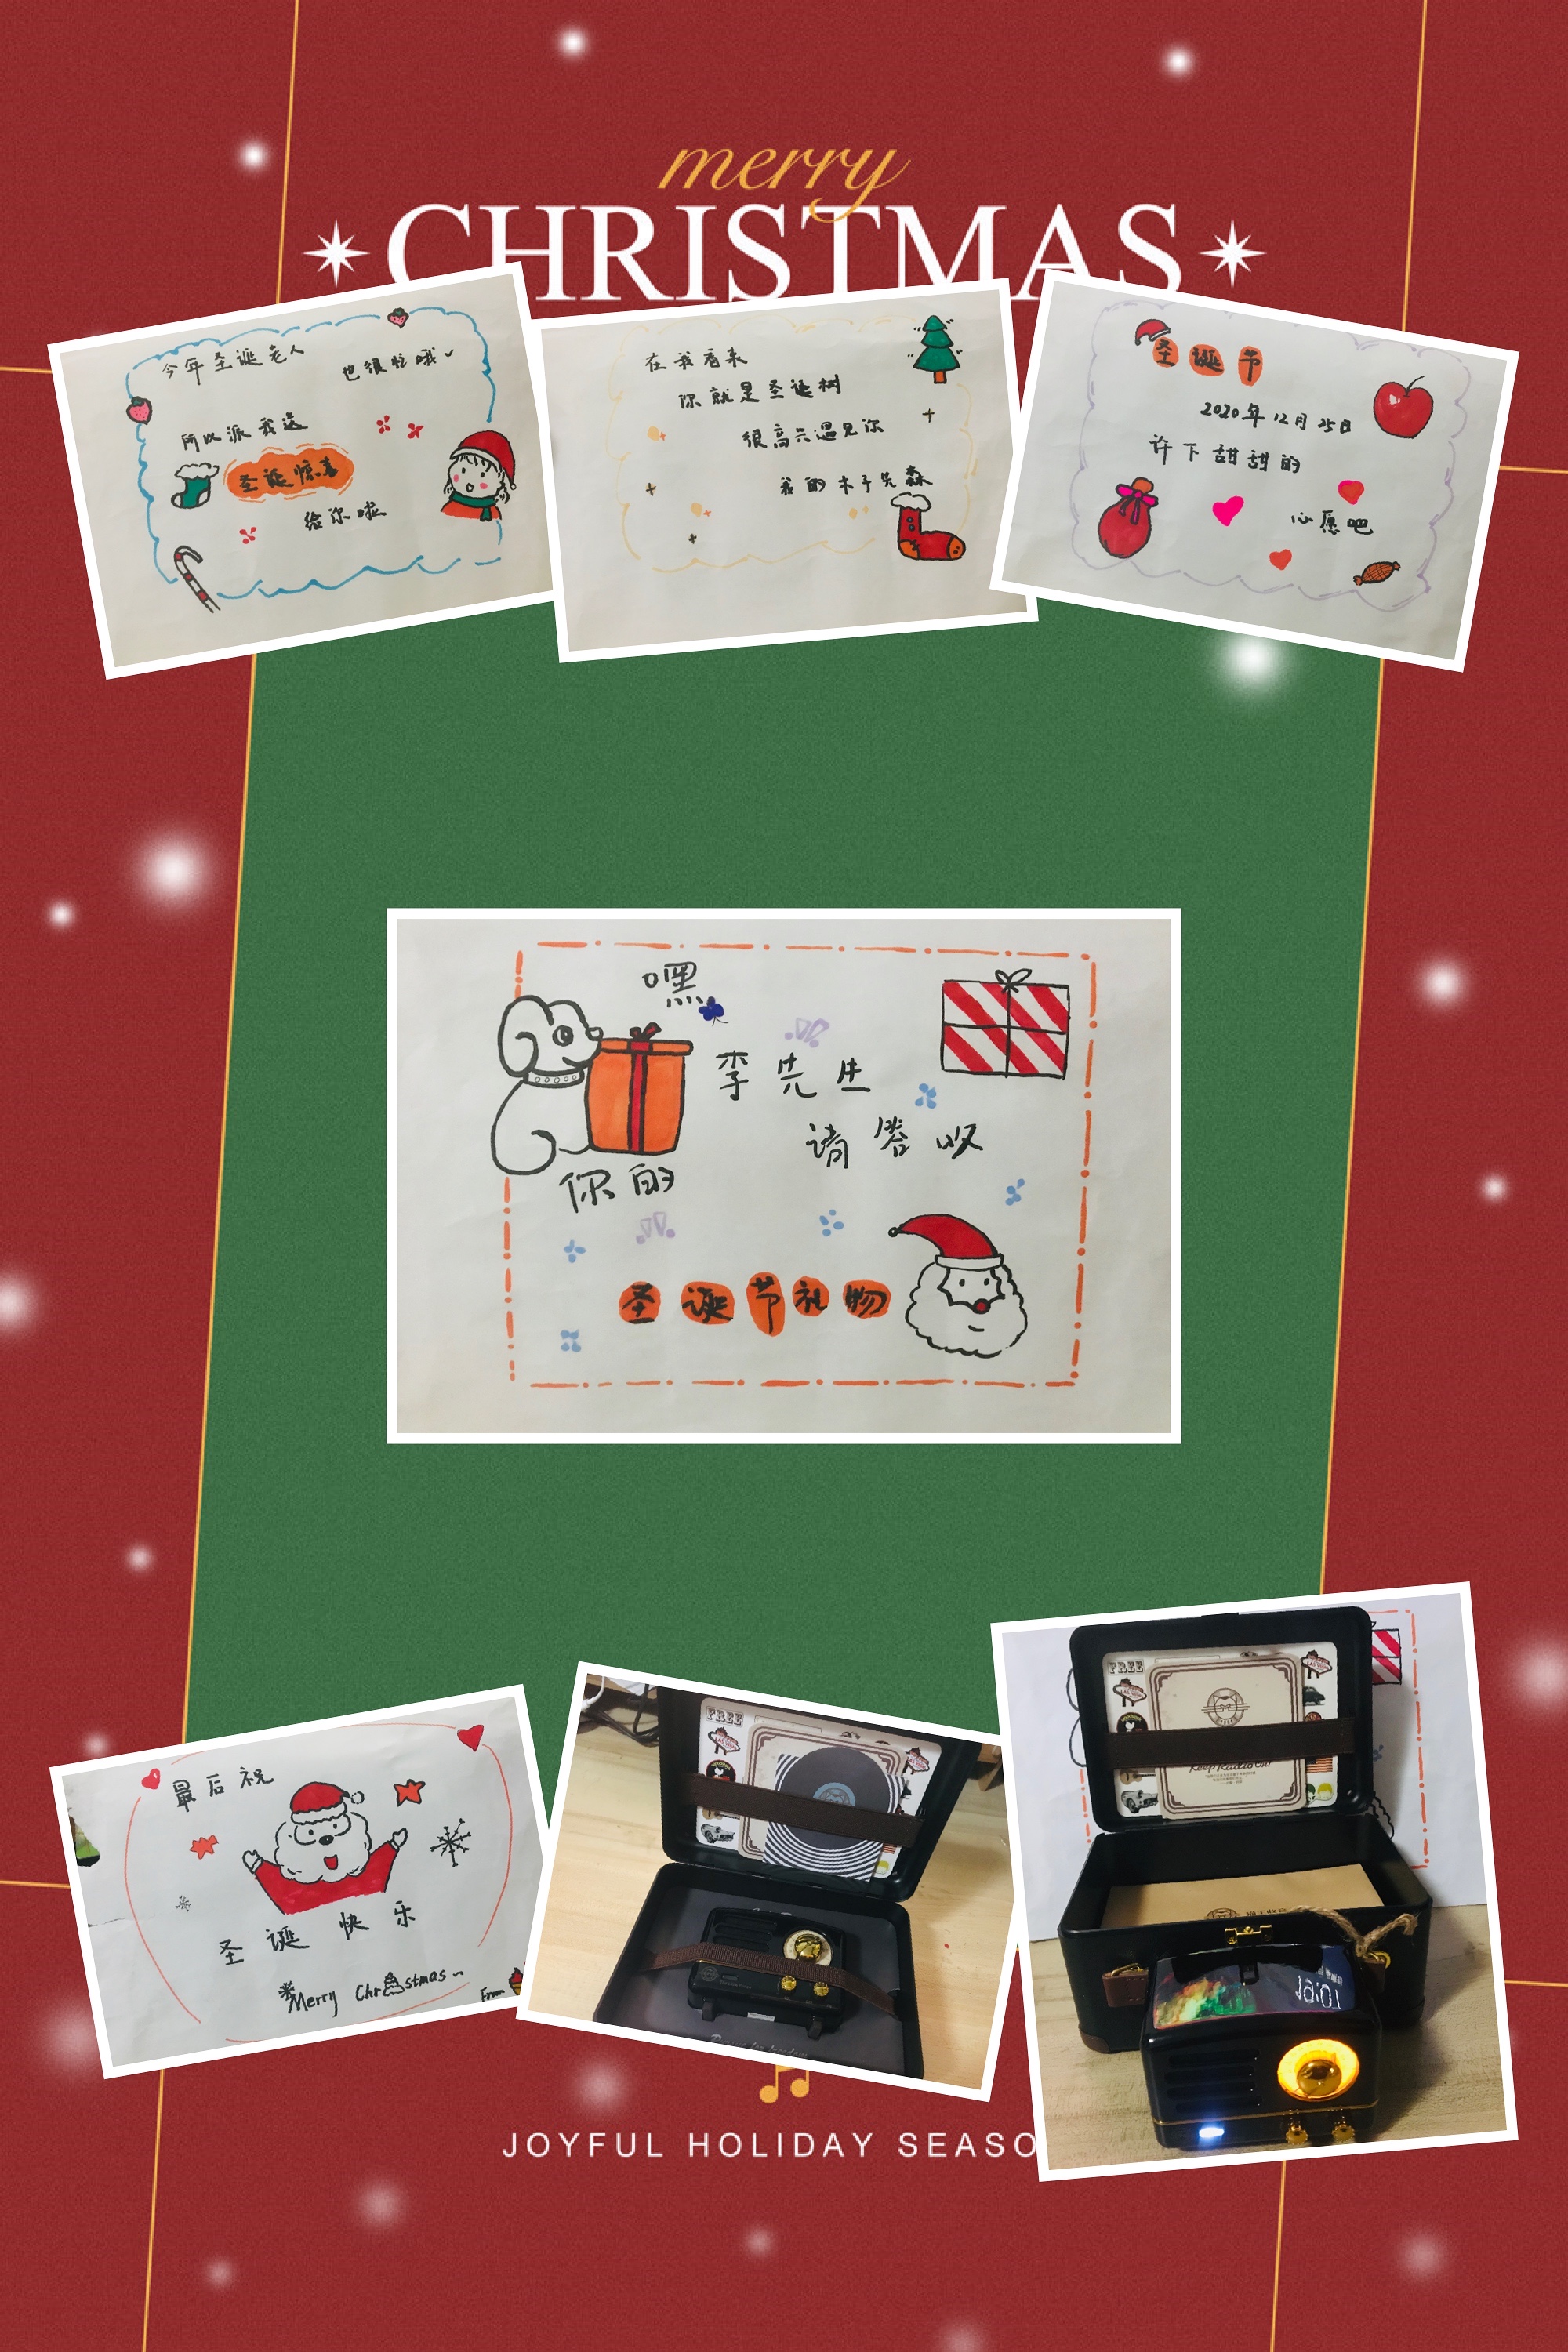 merry
CHRISTMAS
今年圣诞老人
也很忙哦~
所以派我送
圣诞惊喜
给你啦
在我看来
你就是圣诞树
很高兴遇见你
我的木子先森
圣诞节
2020年12月25日
许下甜甜的
心愿吧
嘿
李先生
请答收
你的
圣诞节礼物
最后祝
圣诞快乐
Merry Christmas~
From
FREE
FREE
Keep Radio On!
10:61
JOYFUL HOLIDAY SEASO